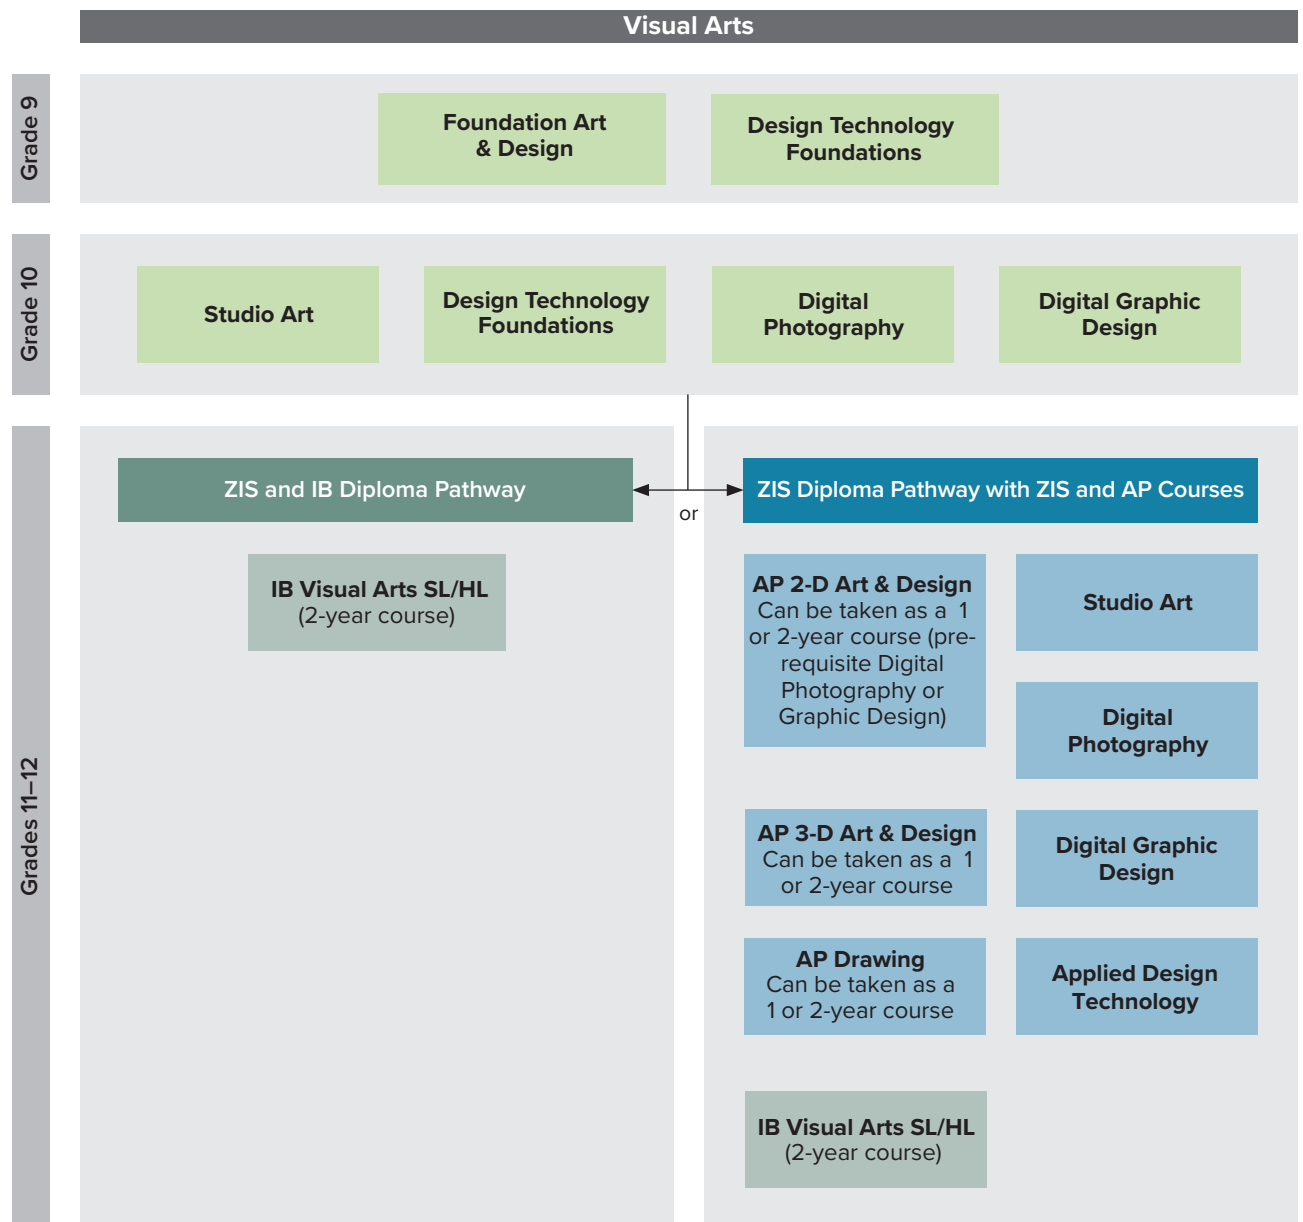 Visual Arts
Grade 9
Foundation Art
& Design
Design Technology
Foundations
Grade 10
Studio Art
Design Technology
Foundations
Digital
Photography
Digital Graphic
Design
Grades 11–12
ZIS and IB Diploma Pathway
or
ZIS Diploma Pathway with ZIS and AP Courses
IB Visual Arts SL/HL
(2-year course)
AP 2-D Art & Design
Can be taken as a 1
or 2-year course (pre-
requisite Digital
Photography or
Graphic Design)
Studio Art
Digital
Photography
AP 3-D Art & Design
Can be taken as a 1
or 2-year course
Digital Graphic
Design
AP Drawing
Can be taken as a
1 or 2-year course
Applied Design
Technology
IB Visual Arts SL/HL
(2-year course)